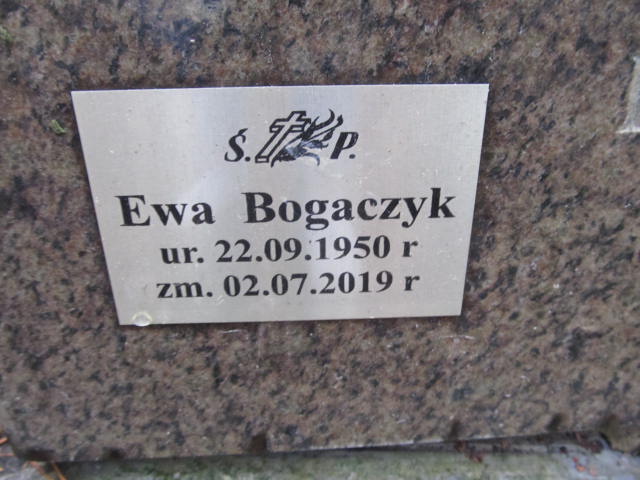 Ś. P.
Ewa Bogaczyk
ur. 22.09.1950 r
zm. 02.07.2019 r